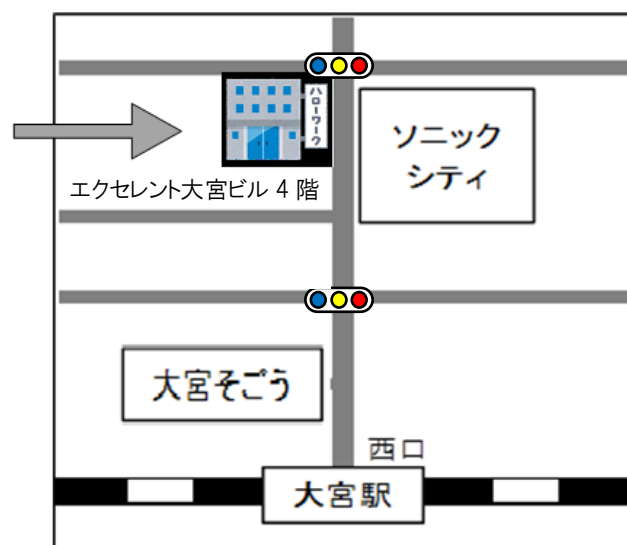 ハローワーク
ソニック
シティ
エクセレント大宮ビル 4 階
大宮そごう
西口
大宮駅